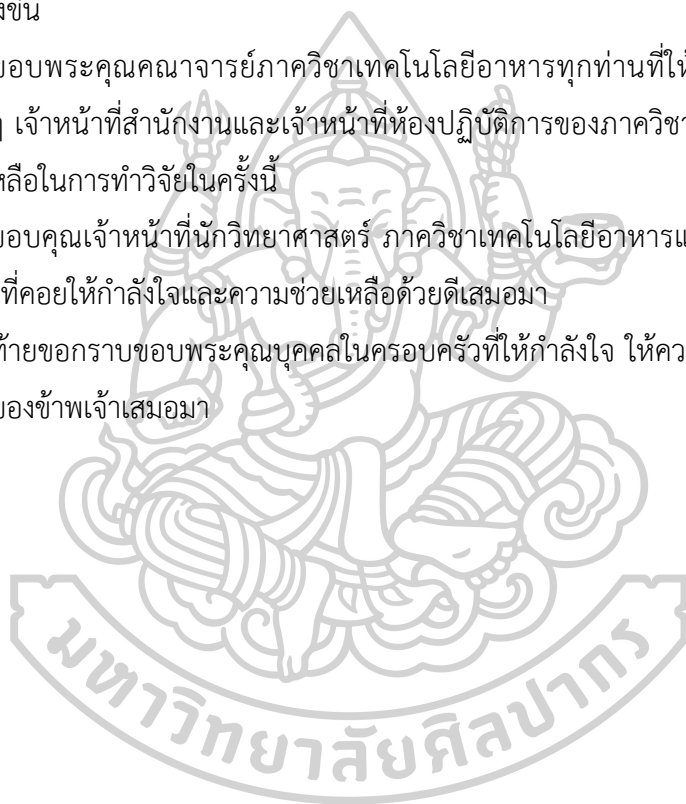 งขึ้น
ขอบพระคุณคณาจารย์ภาควิชาเทคโนโลยีอาหารทุกท่านที่ให้
ๆ เจ้าหน้าที่สำนักงานและเจ้าหน้าที่ห้องปฏิบัติการของภาควิชา
หลือในการทำวิจัยในครั้งนี้
ขอบคุณเจ้าหน้าที่นักวิทยาศาสตร์ ภาควิชาเทคโนโลยีอาหารแ
ที่คอยให้กำลังใจและความช่วยเหลือด้วยดีเสมอมา
ท้ายขอกราบขอบพระคุณบุคคลในครอบครัวที่ให้กำลังใจ ให้คว
ของข้าพเจ้าเสมอมา
มหาวิทยาลัยศิลปากร